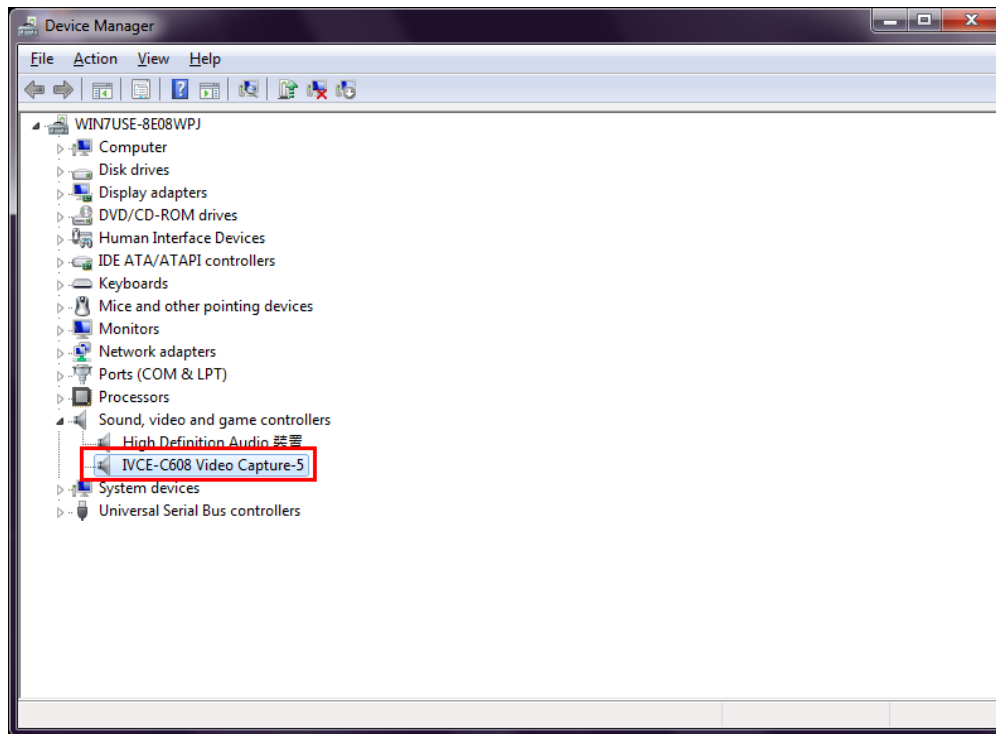 Device Manager
File Action View Help
WIN7USE-8E08WPJ
Computer
Disk drives
Display adapters
DVD/CD-ROM drives
Human Interface Devices
IDE ATA/ATAPI controllers
Keyboards
Mice and other pointing devices
Monitors
Network adapters
Ports (COM & LPT)
Processors
Sound, video and game controllers
High Definition Audio 裝置
IVCE-C608 Video Capture-5
System devices
Universal Serial Bus controllers